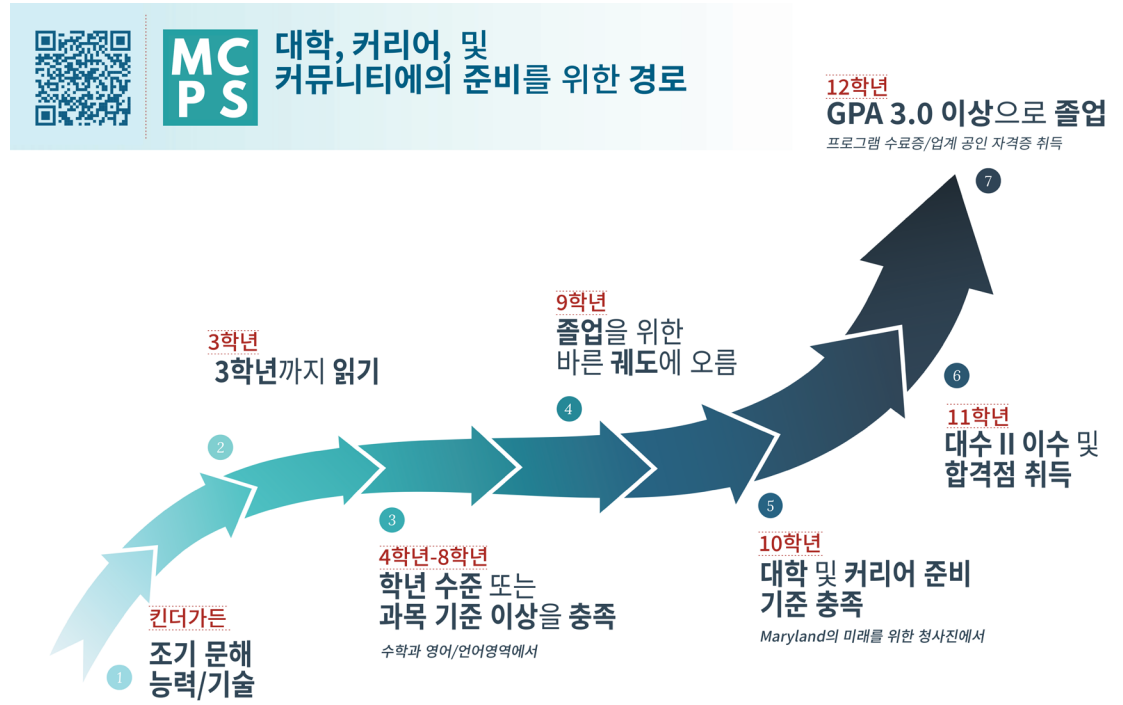 MC
PS
대학, 커리어, 및
커뮤니티에의 준비를 위한 경로
12학년
GPA 3.0 이상으로 졸업
프로그램 수료증/업계 공인 자격증 취득
7
9학년
졸업을 위한
바른 궤도에 오름
4
3학년
3학년까지 읽기
2
6
11학년
대수 II 이수 및
합격점 취득
5
10학년
대학 및 커리어 준비
기준 충족
Maryland의 미래를 위한 청사진에서
3
4학년-8학년
학년 수준 또는
과목 기준 이상을 충족
수학과 영어/언어영역에서
킨더가든
조기 문해
능력/기술
1